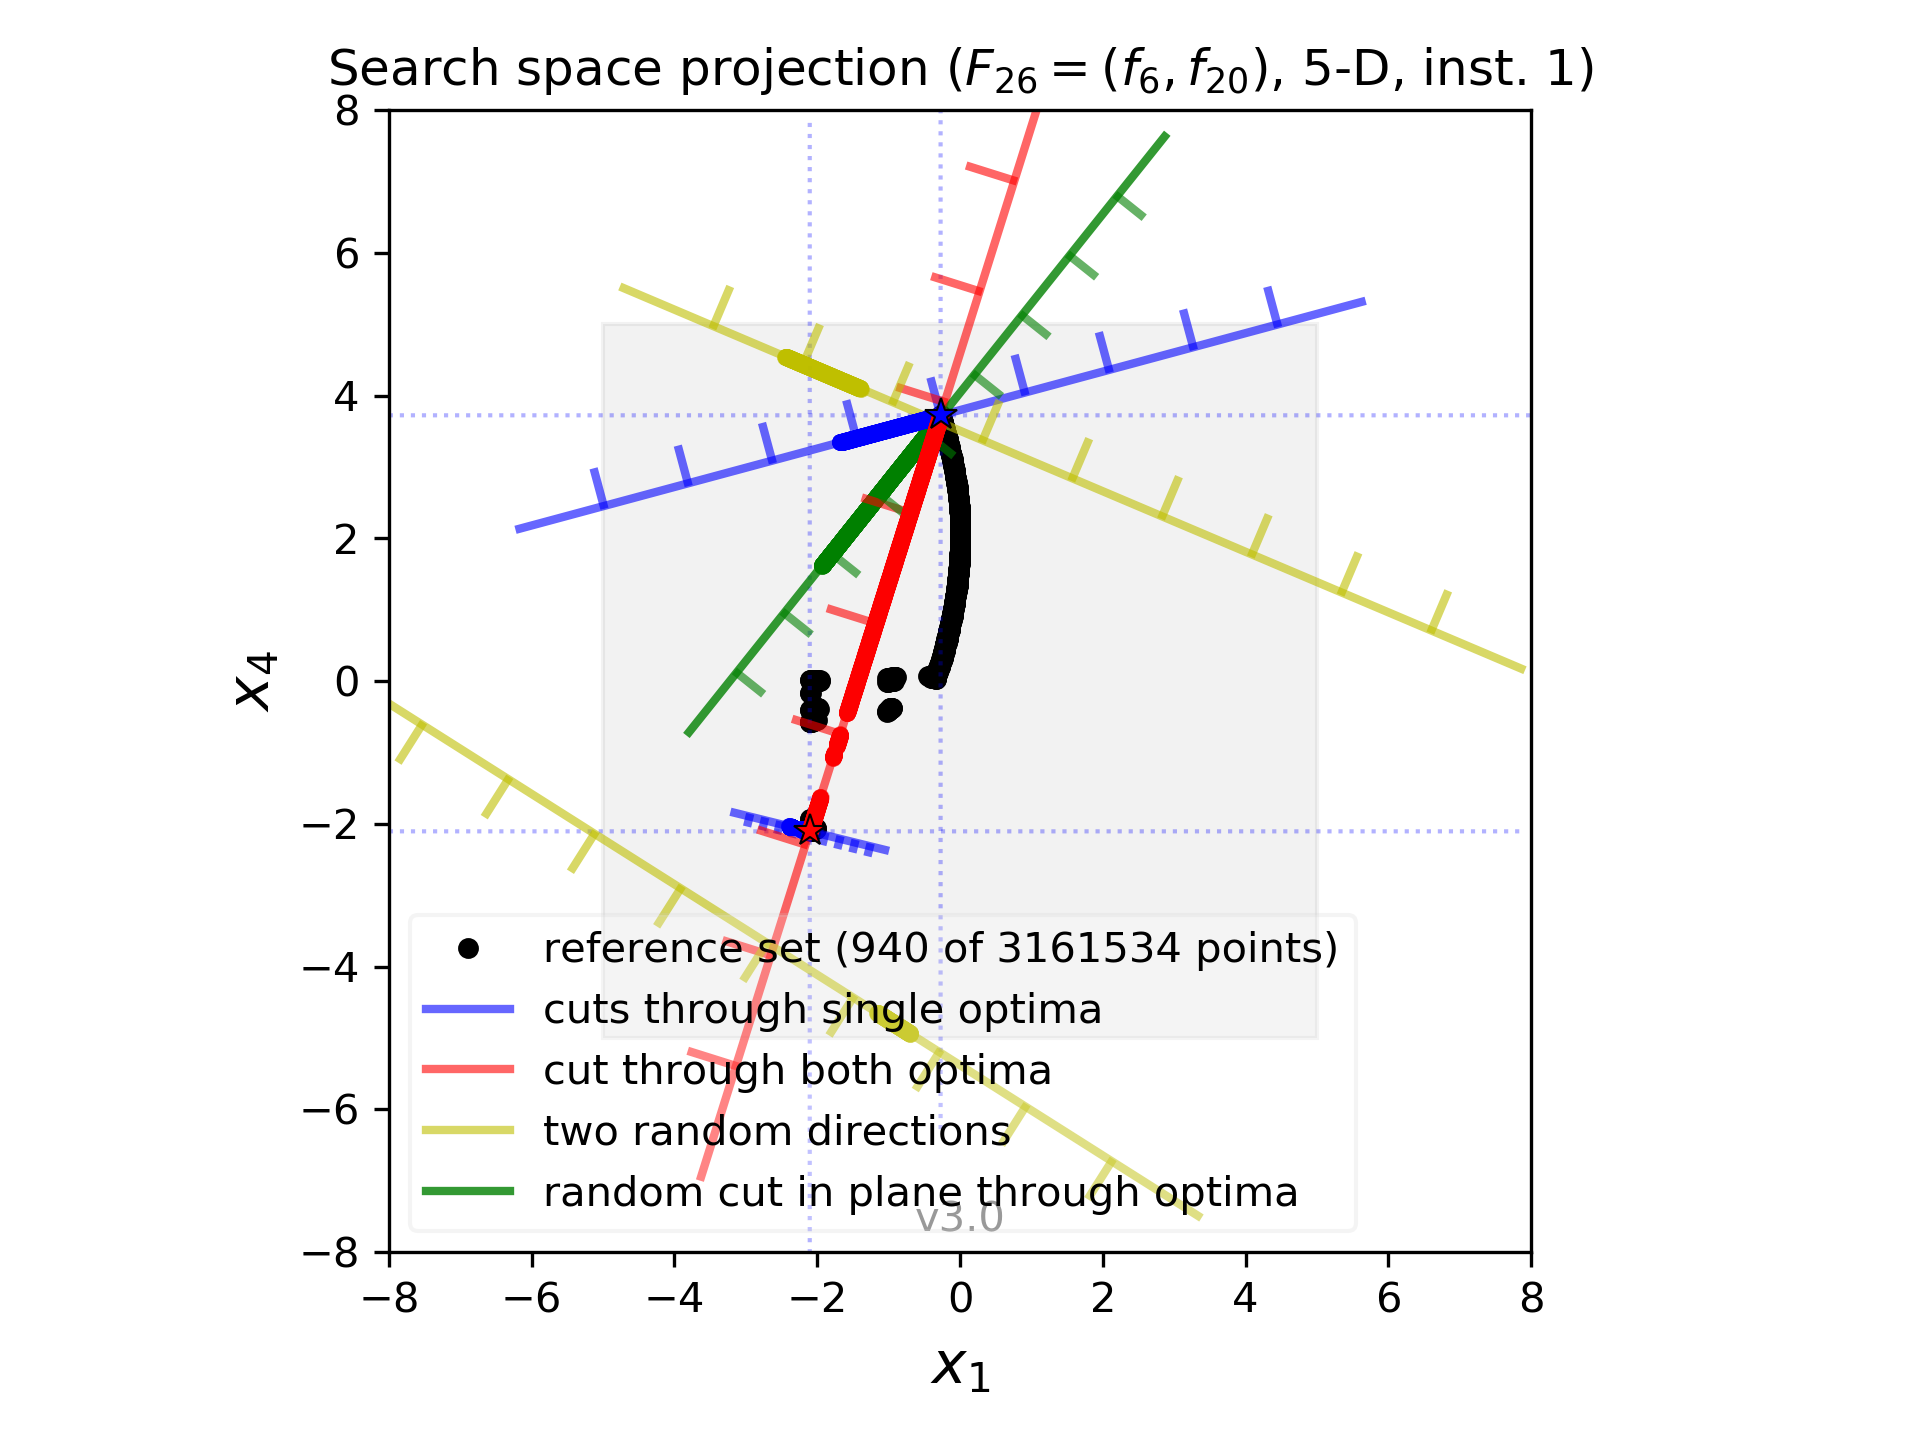 Search space projection (F26 = (f6, f20), 5-D, inst. 1)
8
6
4
2
0
−2
−4
−6
−8
x4
reference set (940 of 3161534 points)
cuts through single optima
cut through both optima
two random directions
random cut in plane through optima
v3.0
−8 −6 −4 −2 0 2 4 6 8
x1